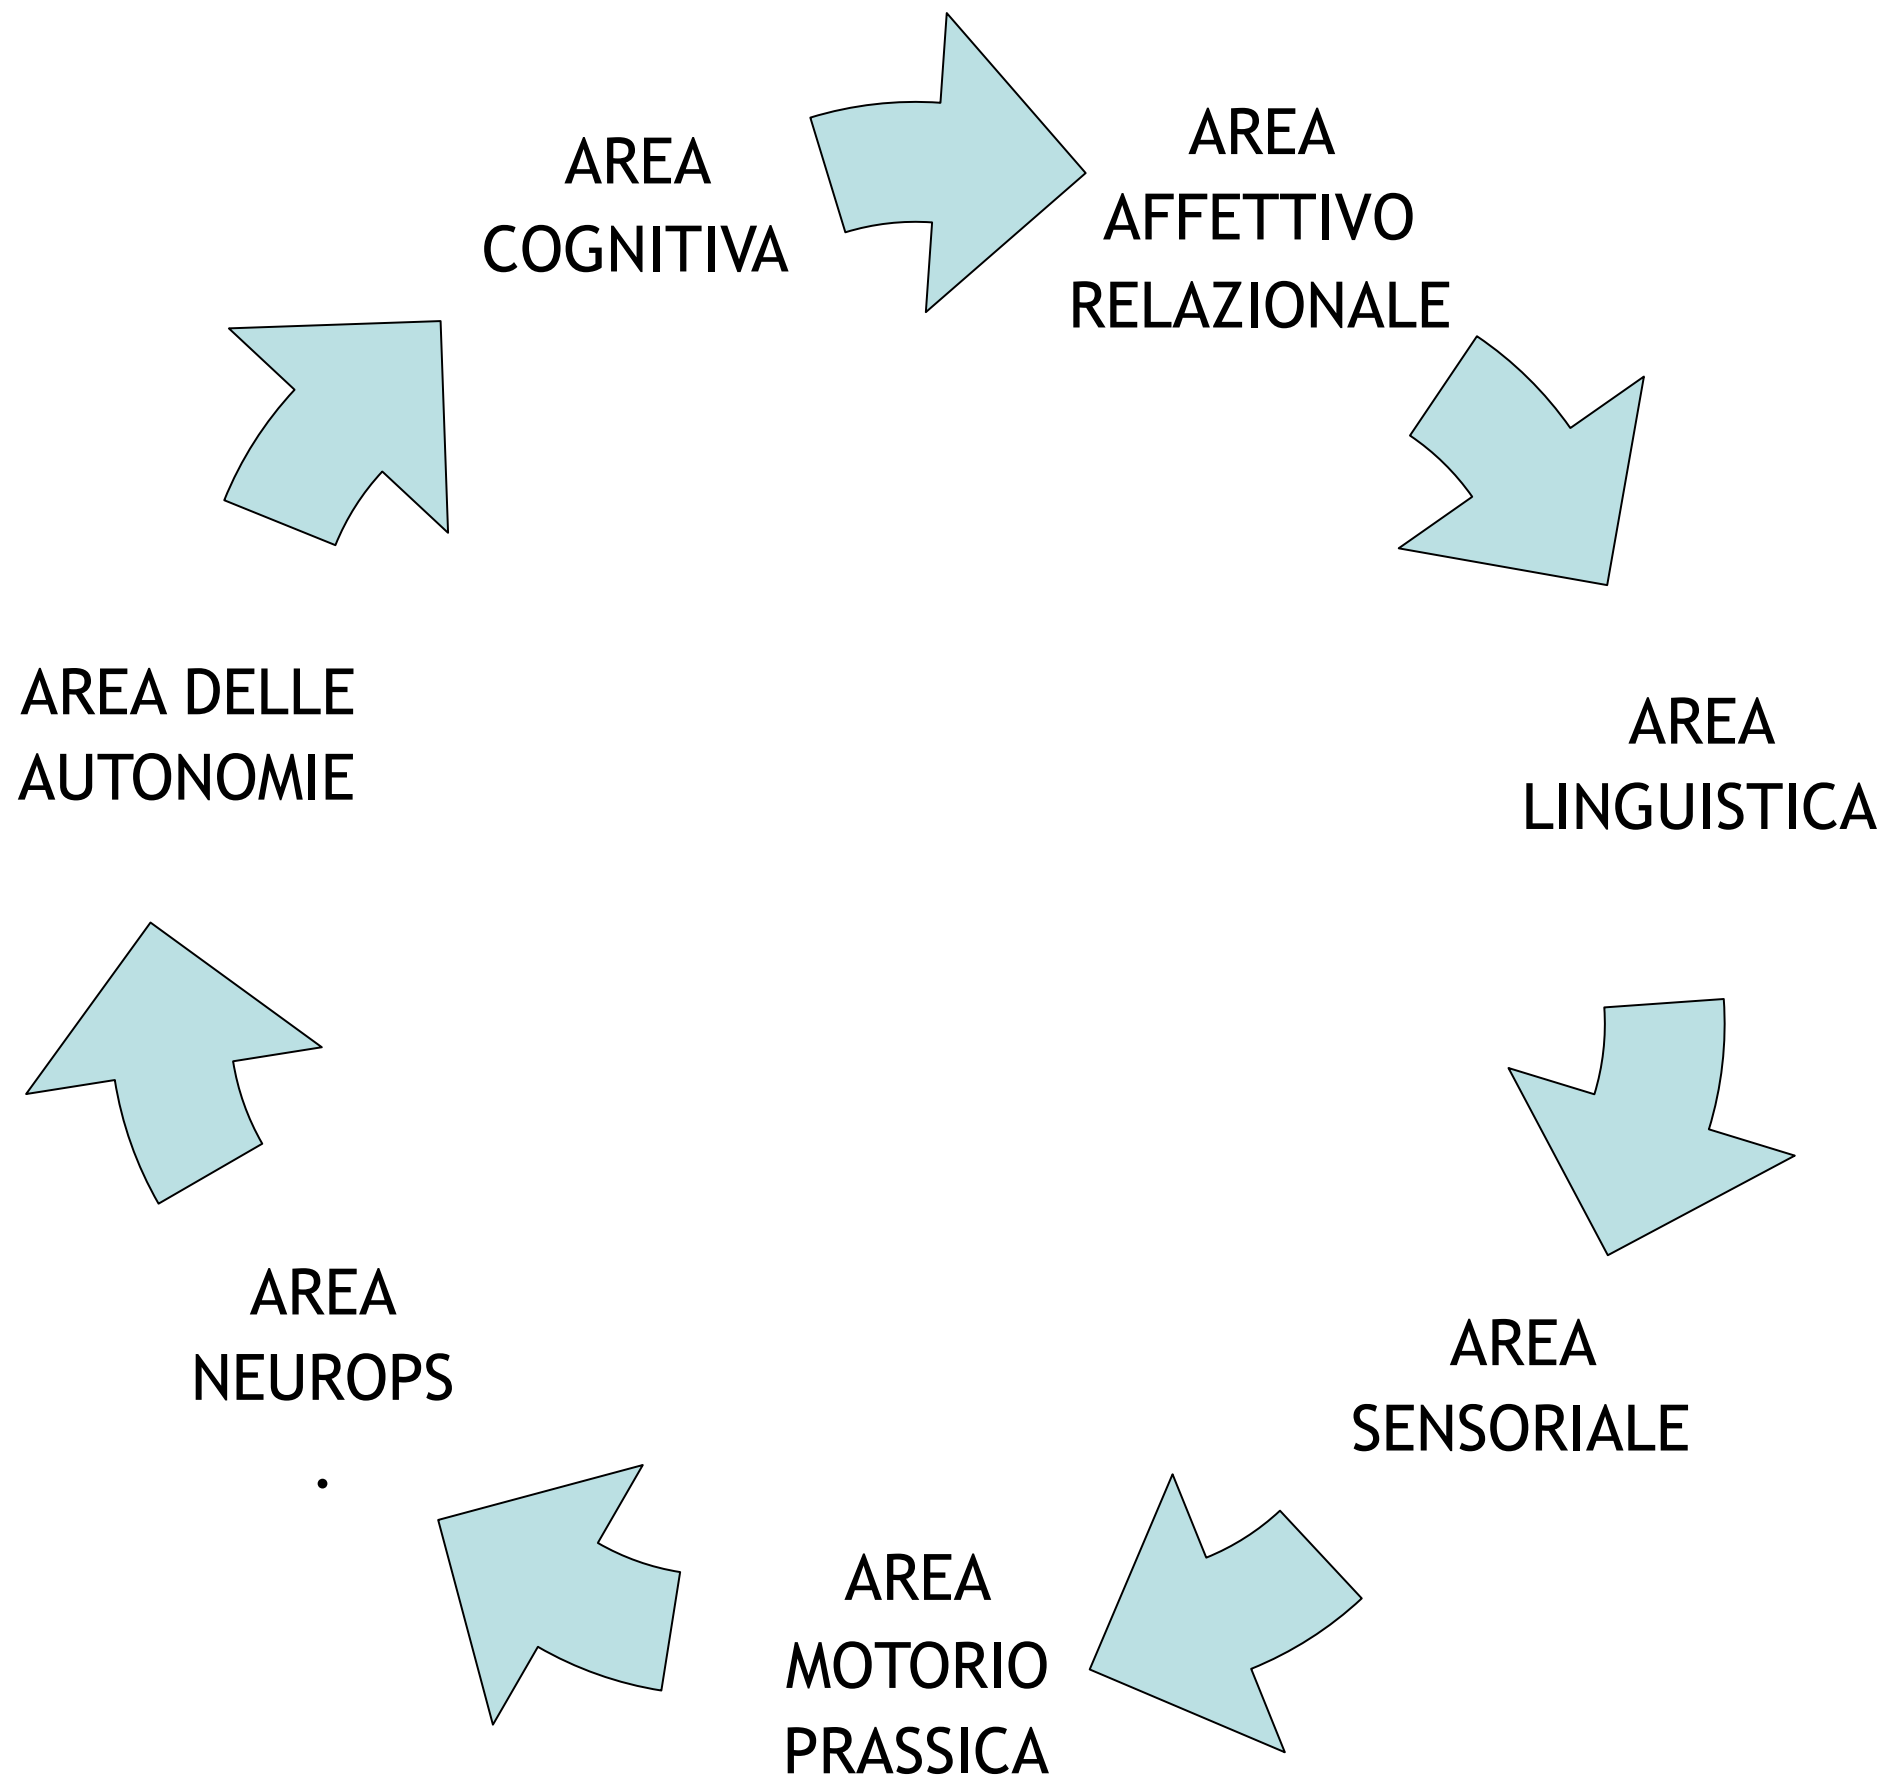 AREA
COGNITIVA
AREA
AFFETTIVO
RELAZIONALE
AREA
LINGUISTICA
AREA
SENSORIALE
AREA
MOTORIO
PRASSICA
AREA
NEUROPS
.
AREA DELLE
AUTONOMIE